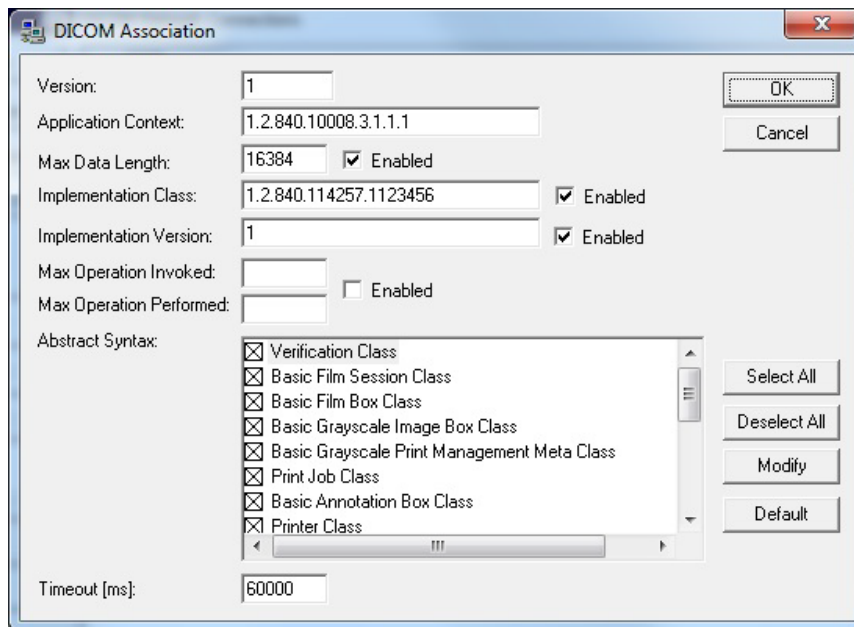 DICOM Association
Version: 1
OK
Application Context: 1.2.840.10008.3.1.1.1
Cancel
Max Data Length: 16384 Enabled
Implementation Class: 1.2.840.114257.1123456 Enabled
Implementation Version: 1 Enabled
Max Operation Invoked:
Enabled
Max Operation Performed:
Abstract Syntax:
Verification Class
Basic Film Session Class
Basic Film Box Class
Basic Grayscale Image Box Class
Basic Grayscale Print Management Meta Class
Print Job Class
Basic Annotation Box Class
Printer Class
Select All
Deselect All
Modify
Default
Timeout [ms]: 60000